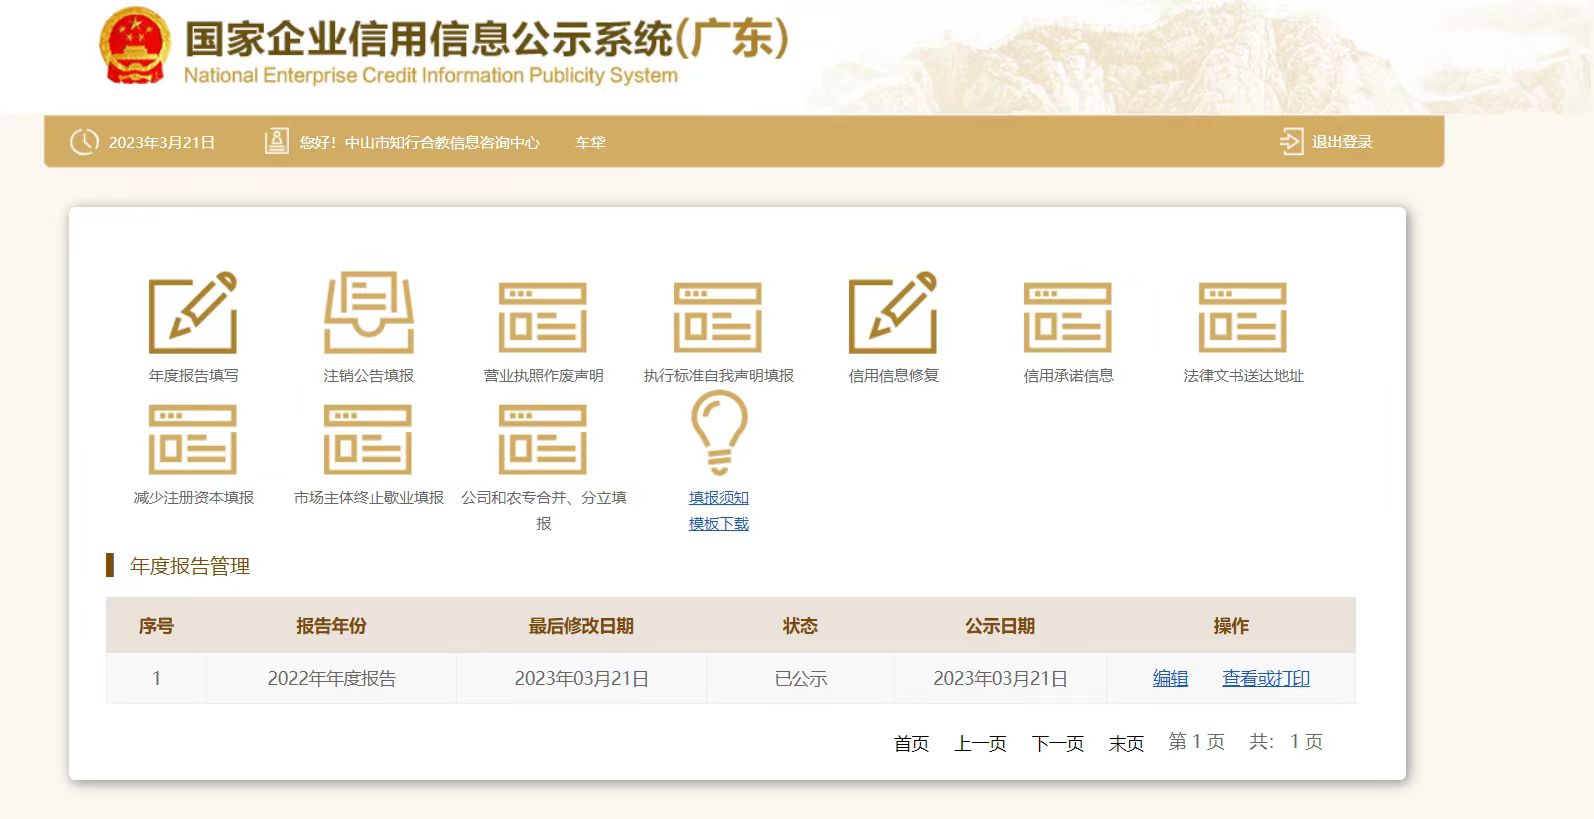 国家企业信用信息公示系统(广东)
National Enterprise Credit Information Publicity System
2023年3月21日 您好！中山市知行合教信息咨询中心 车牮 退出登录
年度报告填写 注销公告填报 营业执照作废声明 执行标准自我声明填报 信用信息修复 信用承诺信息 法律文书送达地址
减少注册资本填报 市场主体终止歇业填报 公司和农专合并、分立填报 填报须知
模板下载
年度报告管理
序号 报告年份 最后修改日期 状态 公示日期 操作
1 2022年年度报告 2023年03月21日 已公示 2023年03月21日 编辑 查看或打印
首页 上一页 下一页 末页 第 1 页 共： 1 页